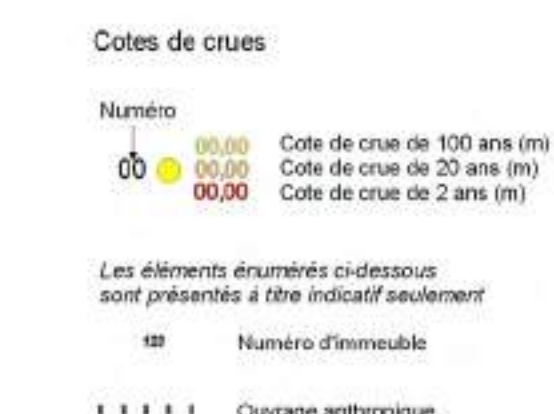 Cotes de crues
Numéro
00,00 Cote de crue de 100 ans (m)
00 00,00 Cote de crue de 20 ans (m)
00,00 Cote de crue de 2 ans (m)
Les éléments énumérés ci-dessous
sont présentés à titre indicatif seulement
123 Numéro d'immeuble
Ouvrage anthropique